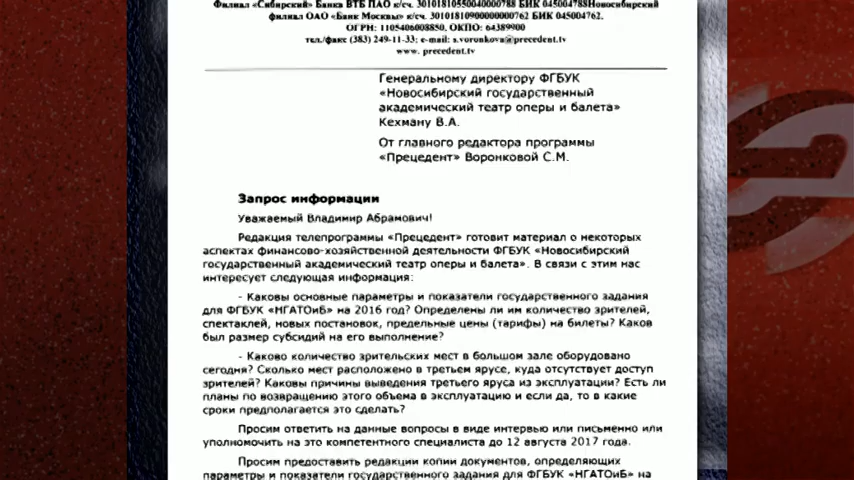 Филиал «Сибирский» Банка ВТБ ПАО к/сч. 30101810550040000788 БИК 045004788Новосибирский
филиал ОАО «Банк Москвы» к/сч. 30101810900000000762 БИК 045004762.
ОГРН: 1105406008850, ОКПО: 64389900
тел./факс (383) 249-11-33; e-mail: s.voronkova@precedent.tv
www. precedent.tv
Генеральному директору ФГБУК
«Новосибирский государственный
академический театр оперы и балета»
Кехману В.А.
От главного редактора программы
«Прецедент» Воронковой С.М.
Запрос информации
Уважаемый Владимир Абрамович!
Редакция телепрограммы «Прецедент» готовит материал о некоторых
аспектах финансово-хозяйственной деятельности ФГБУК «Новосибирский
государственный академический театр оперы и балета». В связи с этим нас
интересует следующая информация:
- Каковы основные параметры и показатели государственного задания
для ФГБУК «НГАТОиБ» на 2016 год? Определены ли им количество зрителей,
спектаклей, новых постановок, предельные цены (тарифы) на билеты? Каков
был размер субсидий на его выполнение?
- Каково количество зрительских мест в большом зале оборудовано
сегодня? Сколько мест расположено в третьем ярусе, куда отсутствует доступ
зрителей? Каковы причины выведения третьего яруса из эксплуатации? Есть ли
планы по возвращению этого объема в эксплуатацию и если да, то в какие
сроки предполагается это сделать?
Просим ответить на данные вопросы в виде интервью или письменно или
уполномочить на это компетентного специалиста до 12 августа 2017 года.
Просим предоставить редакции копии документов, определяющих
параметры и показатели государственного задания для ФГБУК «НГАТОиБ» на